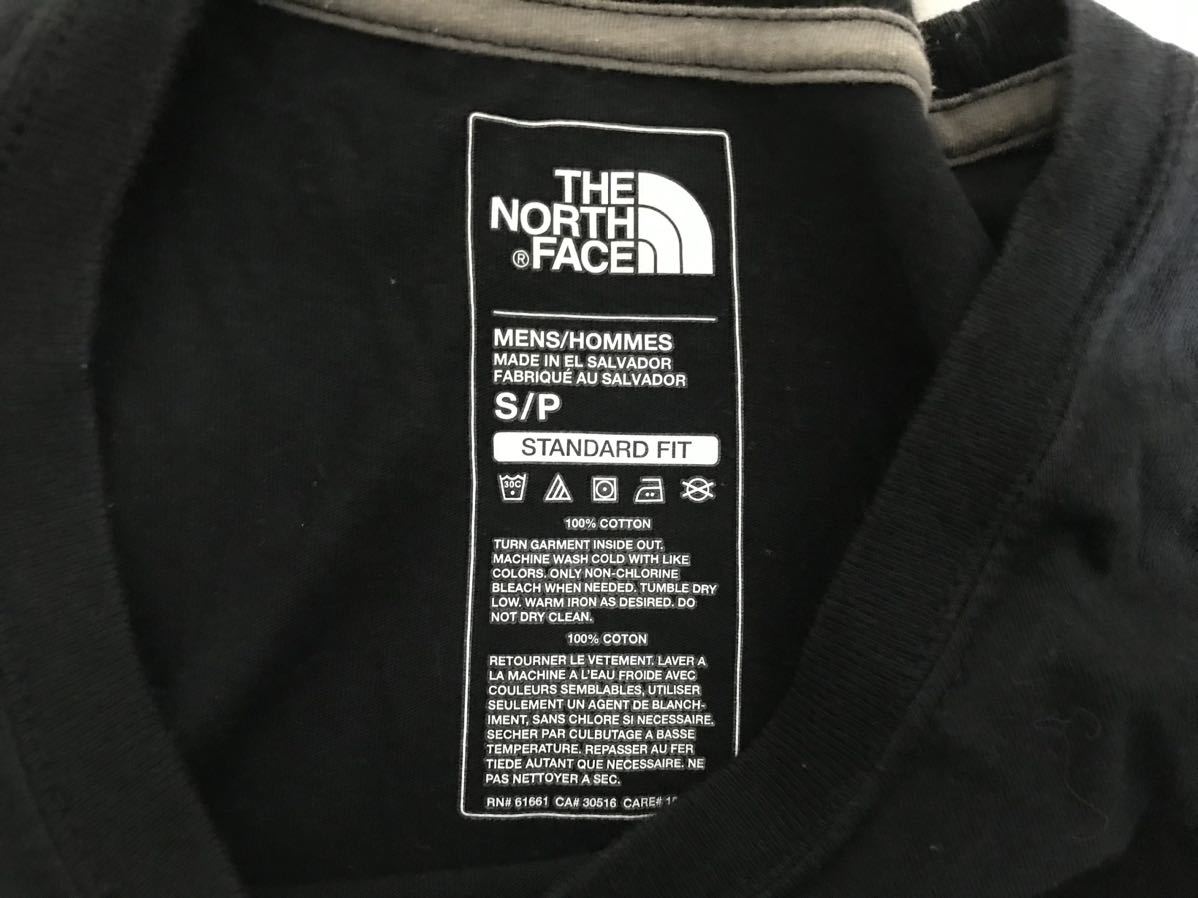 THE
NORTH
®FACE
MENS/HOMMES
MADE IN EL SALVADOR
FABRIQUÉ AU SALVADOR
S/P
STANDARD FIT
30C
100% COTTON
TURN GARMENT INSIDE OUT.
MACHINE WASH COLD WITH LIKE
COLORS. ONLY NON-CHLORINE
BLEACH WHEN NEEDED. TUMBLE DRY
LOW. WARM IRON AS DESIRED. DO
NOT DRY CLEAN.
100% COTON
RETOURNER LE VETEMENT. LAVER A
LA MACHINE A L'EAU FROIDE AVEC
COULEURS SEMBLABLES, UTILISER
SEULEMENT UN AGENT DE BLANCH-
IMENT, SANS CHLORE SI NECESSAIRE.
SECHER PAR CULBUTAGE A BASSE
TEMPERATURE. REPASSER AU FER
TIEDE AUTANT QUE NECESSAIRE. NE
PAS NETTOYER A SEC.
RN# 61661 CA# 30516 CARE#